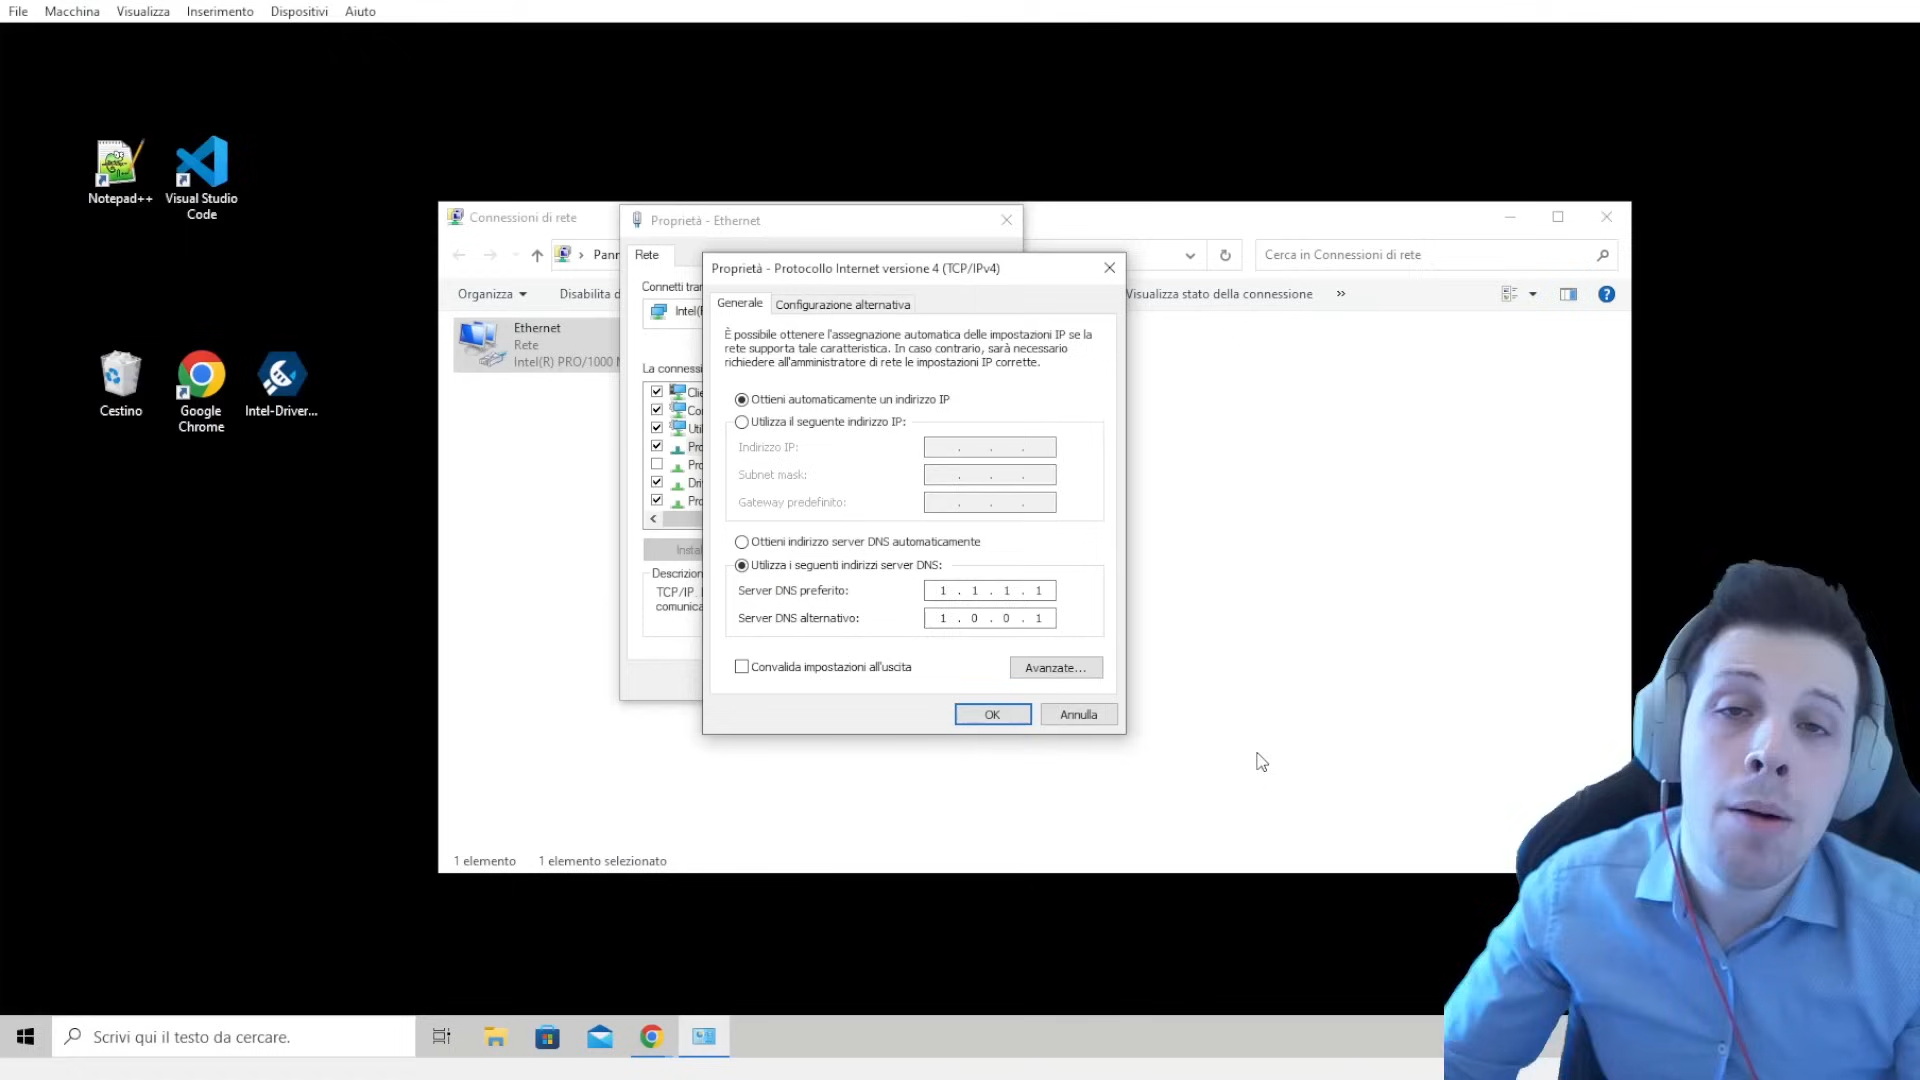 File Macchina Visualizza Inserimento Dispositivi Aiuto
Notepad++
Visual Studio
Code
Cestino
Google
Chrome
Intel-Driver...
Connessioni di rete
Cerca in Connessioni di rete
Organizza
Visualizza stato della connessione
»
Ethernet
Rete
Intel(R) PRO/1000
1 elemento 1 elemento selezionato
Proprietà - Ethernet
Rete
TCP/IP.
Proprietà - Protocollo Internet versione 4 (TCP/IPv4)
Generale Configurazione alternativa
È possibile ottenere l'assegnazione automatica delle impostazioni IP se la
rete supporta tale caratteristica. In caso contrario, sarà necessario
richiedere all'amministratore di rete le impostazioni IP corrette.
Ottieni automaticamente un indirizzo IP
Utilizza il seguente indirizzo IP:
Indirizzo IP: . . .
Subnet mask: . . .
Gateway predefinito: . . .
Ottieni indirizzo server DNS automaticamente
Utilizza i seguenti indirizzi server DNS:
Server DNS preferito: 1 . 1 . 1 . 1
Server DNS alternativo: 1 . 0 . 0 . 1
Convalida impostazioni all'uscita
Avanzate...
OK Annulla
Scrivi qui il testo da cercare.